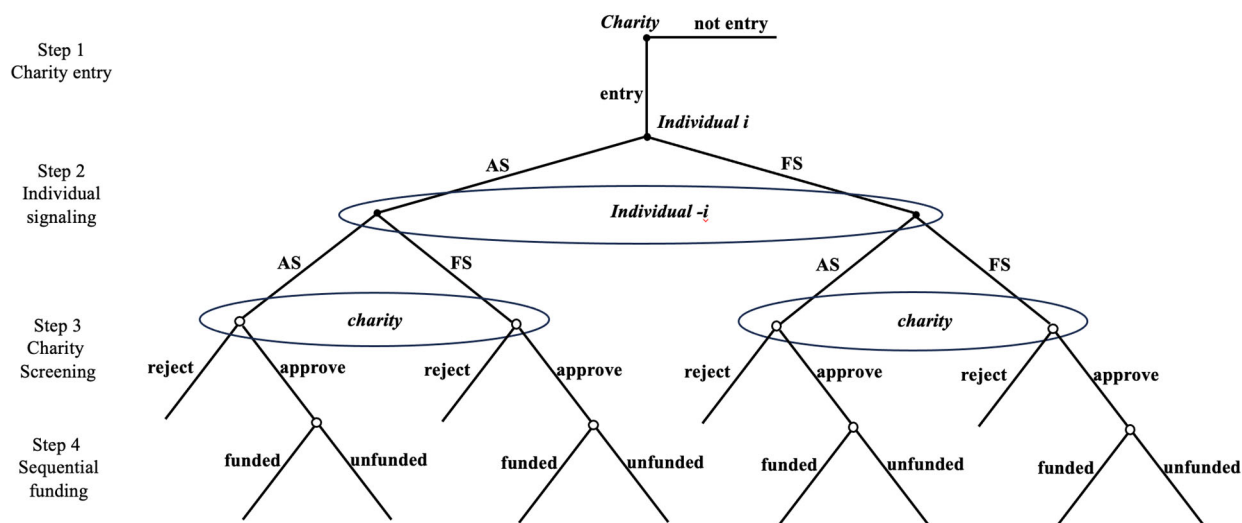 Charity
not entry
Step 1
Charity entry
entry
Individual i
AS
FS
Step 2
Individual
signaling
Individual -i
AS
FS
AS
FS
Step 3
Charity
Screening
charity
charity
reject
approve
reject
approve
reject
approve
reject
approve
Step 4
Sequential
funding
funded
unfunded
funded
unfunded
funded
unfunded
funded
unfunded